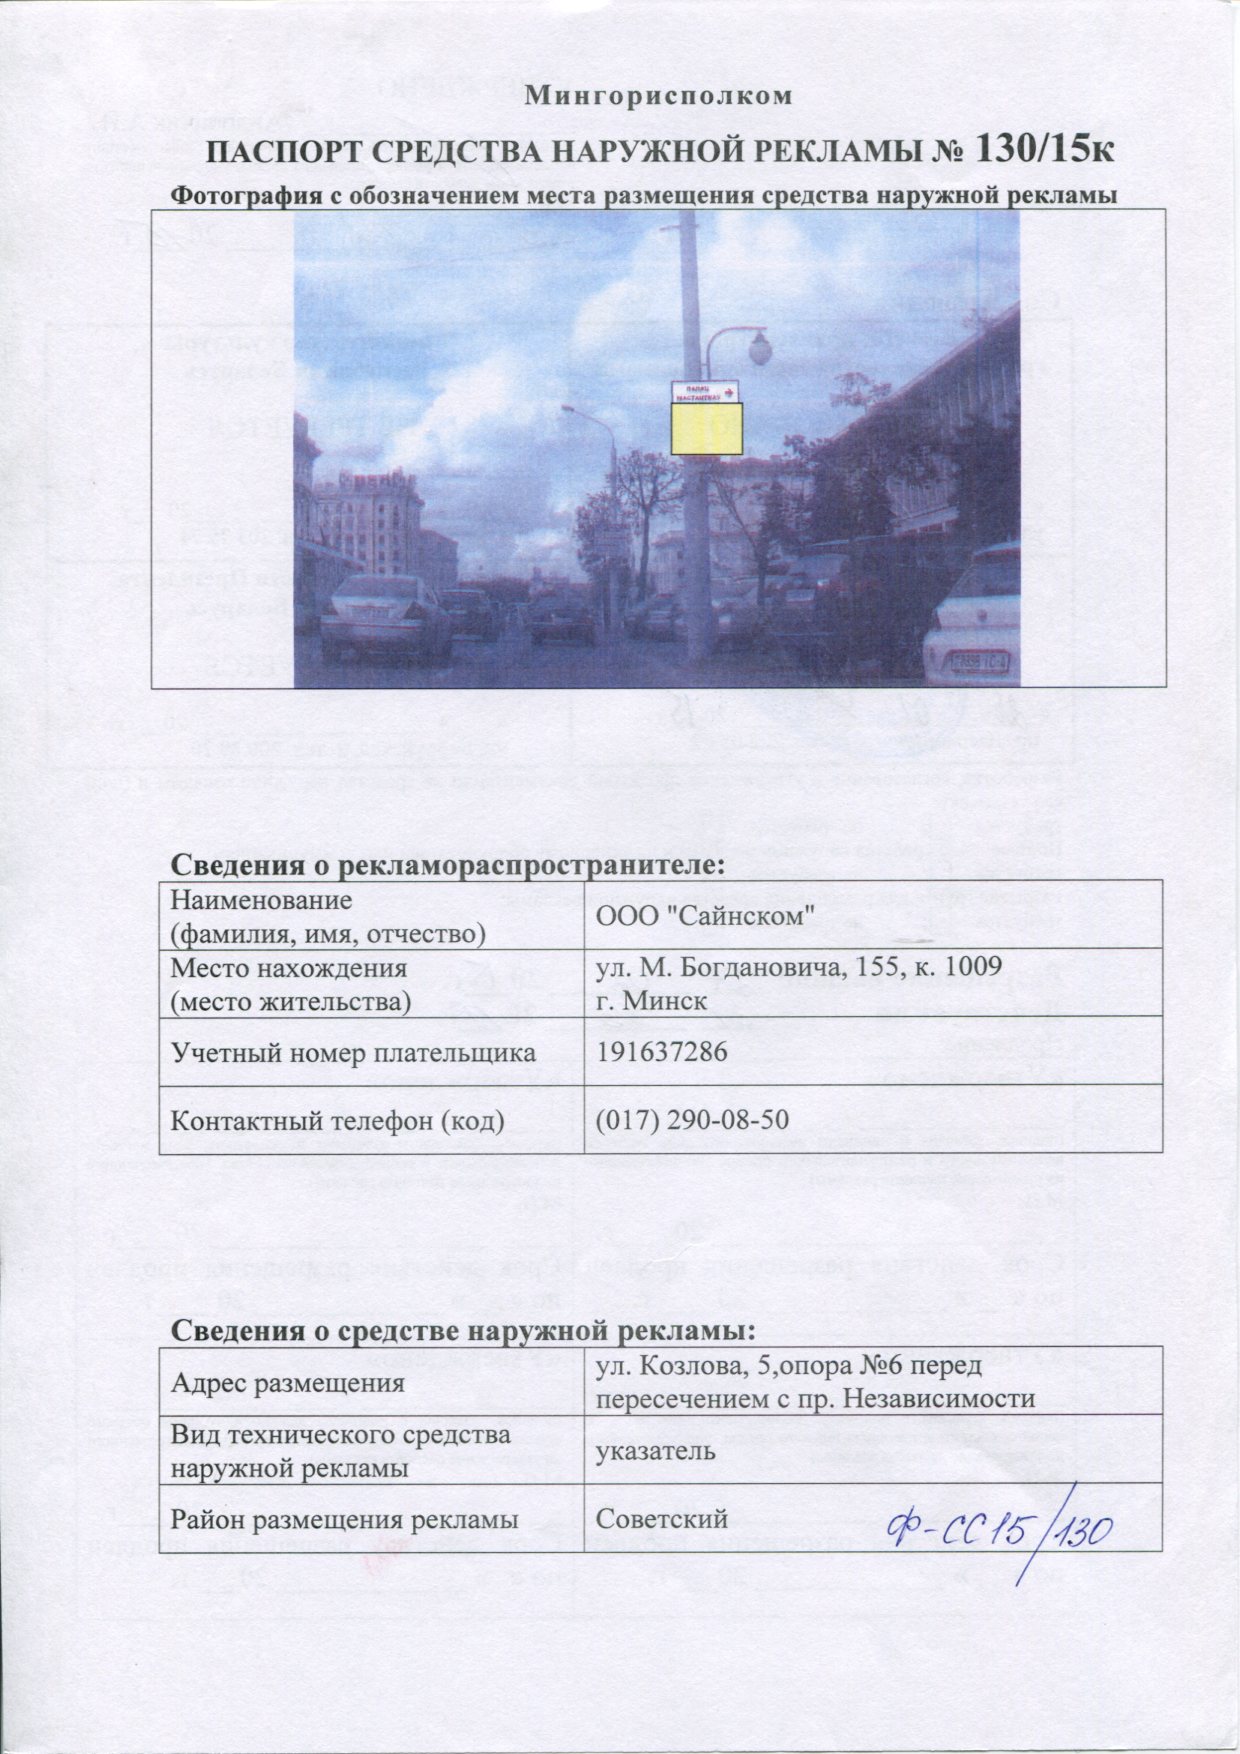 Мингорисполком
ПАСПОРТ СРЕДСТВА НАРУЖНОЙ РЕКЛАМЫ № 130/15к
Фотография с обозначением места размещения средства наружной рекламы
ПАЛАЦ
МАСТАЦТВАУ
Сведения о рекламораспространителе:
Наименование
(фамилия, имя, отчество)
ООО "Сайнском"
Место нахождения
(место жительства)
ул. М. Богдановича, 155, к. 1009
г. Минск
Учетный номер плательщика
191637286
Контактный телефон (код)
(017) 290-08-50
Сведения о средстве наружной рекламы:
Адрес размещения
ул. Козлова, 5,опора №6 перед
пересечением с пр. Независимости
Вид технического средства
наружной рекламы
указатель
Район размещения рекламы
Советский
Ф-СС15/130